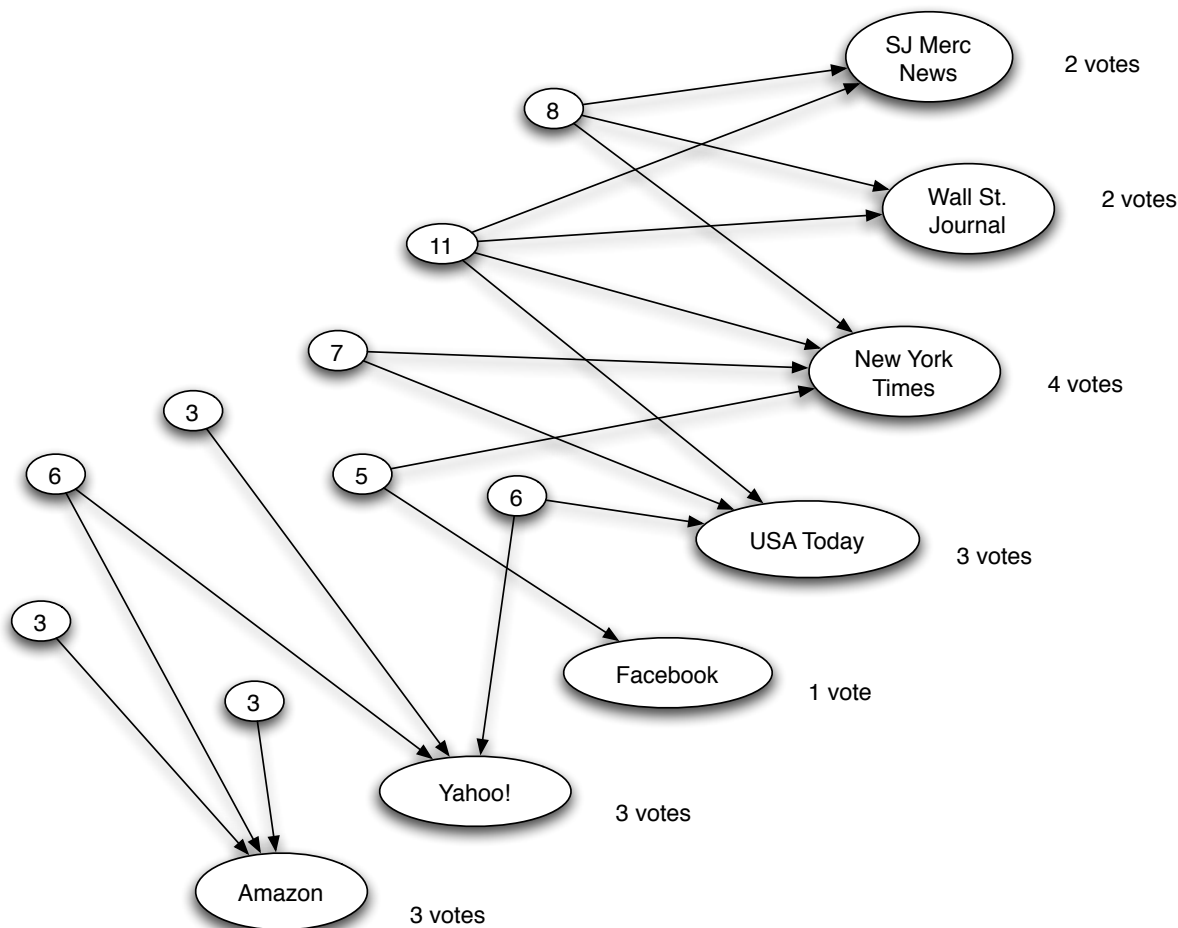 SJ Merc
News
2 votes
8
Wall St.
Journal
2 votes
11
7
New York
Times
4 votes
3
6
5
6
USA Today
3 votes
3
Facebook
1 vote
3
Yahoo!
3 votes
Amazon
3 votes